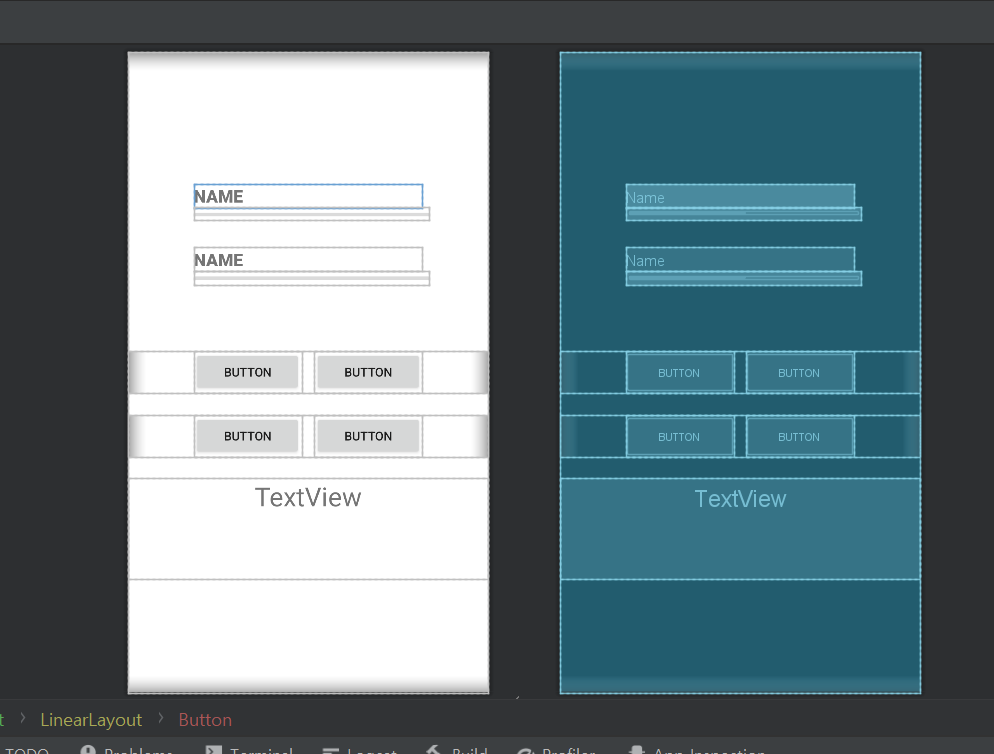 NAME
NAME
BUTTON BUTTON
BUTTON BUTTON
TextView
Name
Name
BUTTON BUTTON
BUTTON BUTTON
TextView
t > LinearLayout > Button
TODO Problems Terminal Logcat Build Profiler App Inspection